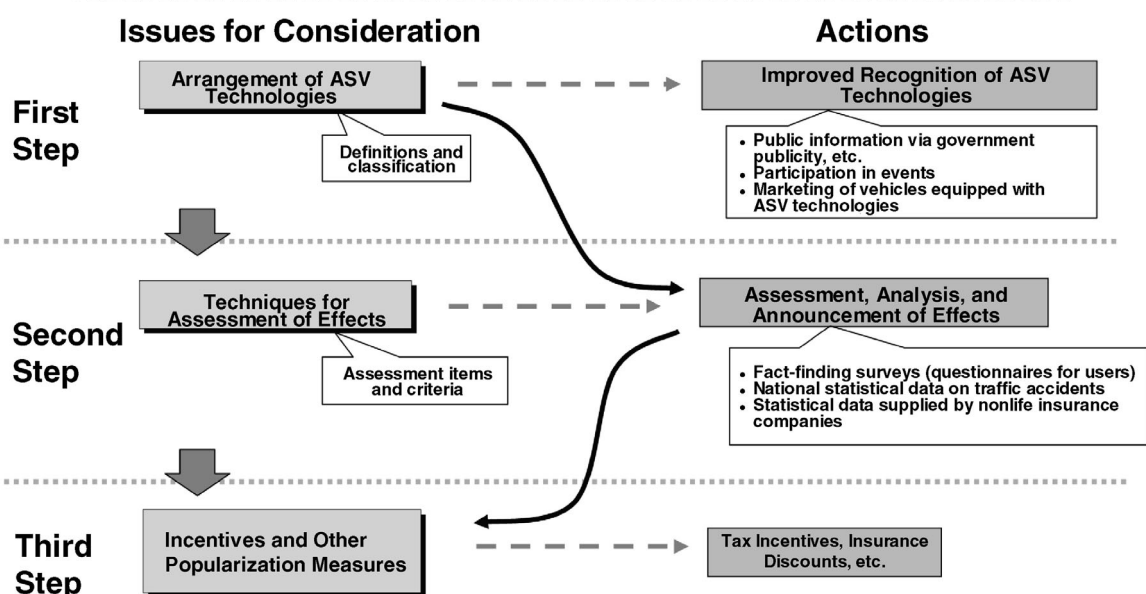 Issues for Consideration
Actions
First
Step
Arrangement of ASV
Technologies
Definitions and
classification
Improved Recognition of ASV
Technologies
• Public information via government
publicity, etc.
• Participation in events
• Marketing of vehicles equipped with
ASV technologies
Second
Step
Techniques for
Assessment of Effects
Assessment items
and criteria
Assessment, Analysis, and
Announcement of Effects
• Fact-finding surveys (questionnaires for users)
• National statistical data on traffic accidents
• Statistical data supplied by nonlife insurance
companies
Third
Step
Incentives and Other
Popularization Measures
Tax Incentives, Insurance
Discounts, etc.